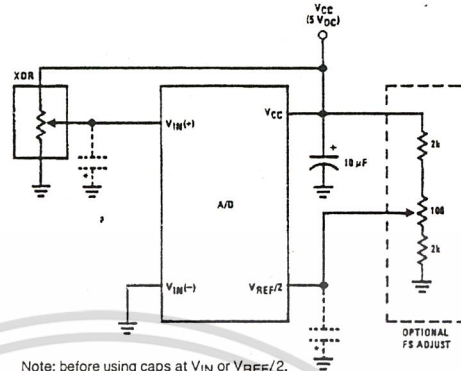 VCC
(5 VDC)
XDR
VIN(+)
VCC
+
10 µF
2k
100
A/D
2k
VIN(–)
VREF/2
*
OPTIONAL
FS ADJUST
Note: before using caps at VIN or VREF/2,